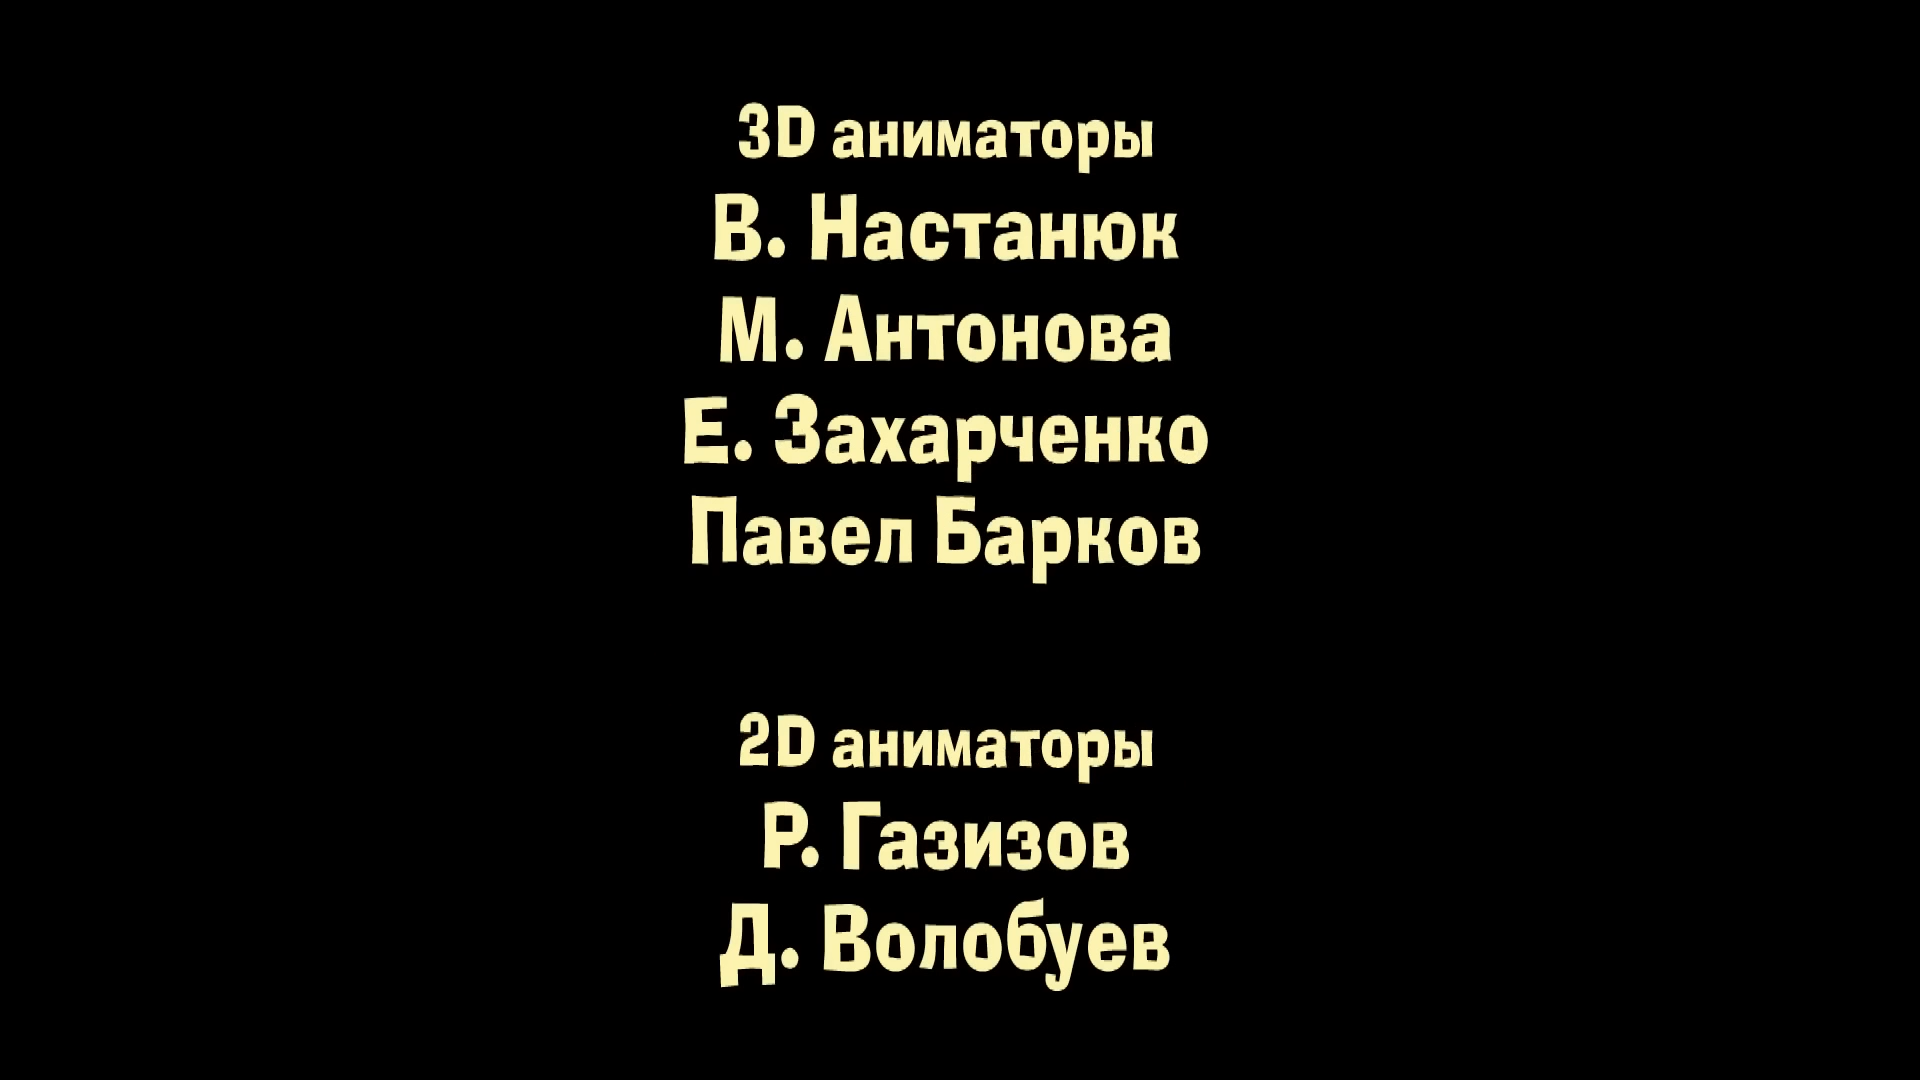 3D аниматоры
В. Настанюк
М. Антонова
Е. Захарченко
Павел Барков
2D аниматоры
Р. Газизов
Д. Волобуев